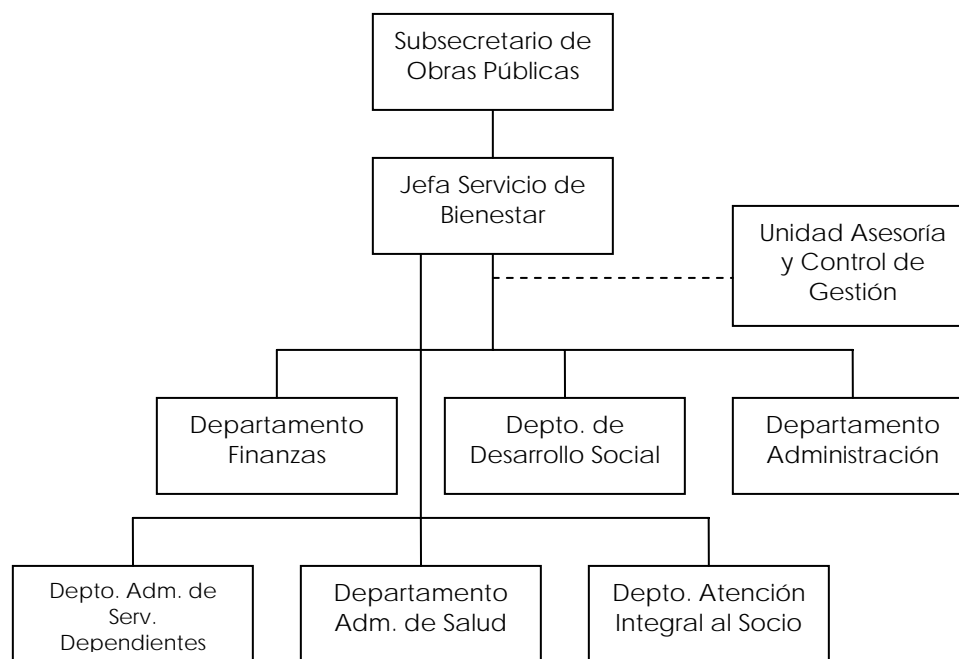 Subsecretario de
Obras Públicas
Jefa Servicio de
Bienestar
Unidad Asesoría
y Control de
Gestión
Departamento
Finanzas
Depto. de
Desarrollo Social
Departamento
Administración
Depto. Adm. de
Serv.
Dependientes
Departamento
Adm. de Salud
Depto. Atención
Integral al Socio